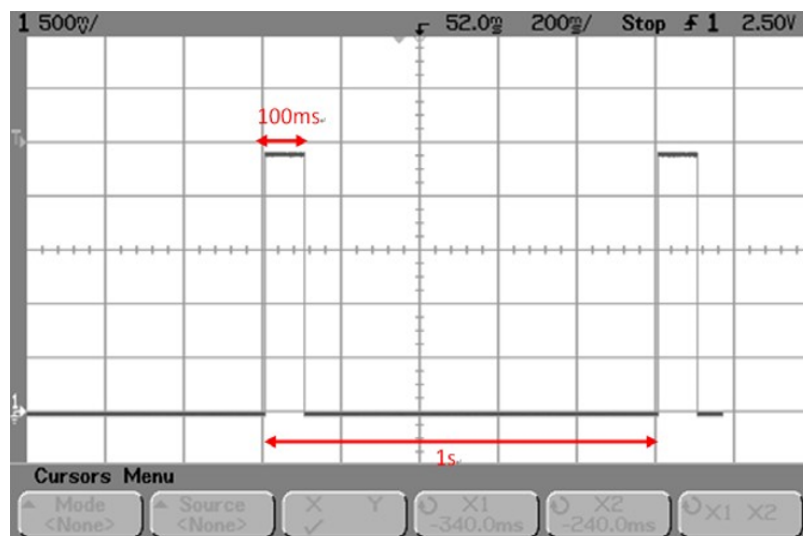 1 500mV/ 52.0ms 200ms/ Stop 1 2.50V
100ms
T
1
1s
Cursors Menu
Mode Source X Y X1 X2 X1 X2
<None> <None> -340.0ms -240.0ms